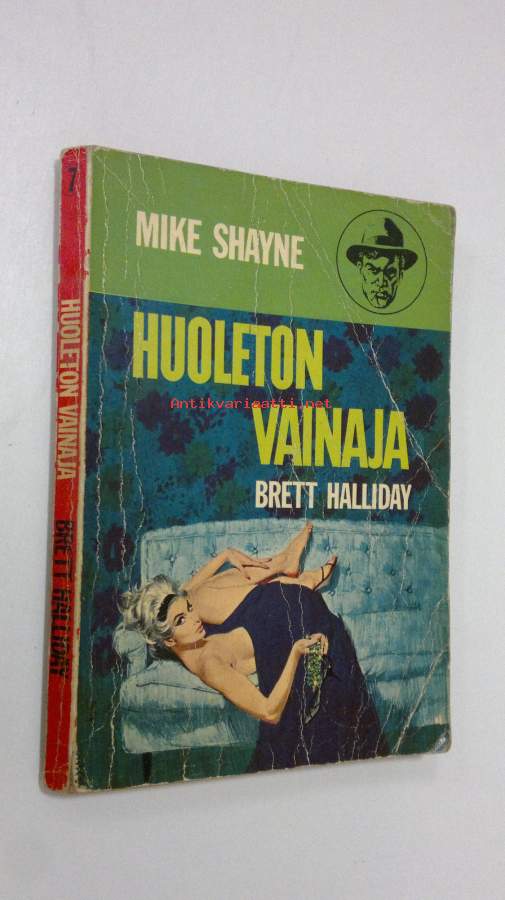 MIKE SHAYNE
HUOLETON
VAINAJA
BRETT HALLIDAY
7
HUOLETON VAINAJA
BRETT HALLIDAY
Antikvariaatti.net